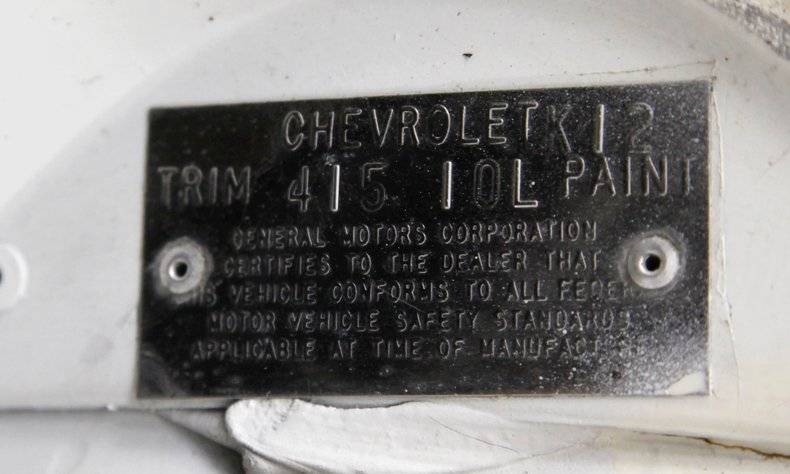 CHEVROLET K12
TRIM 415 10L PAINT
GENERAL MOTORS CORPORATION
CERTIFIES TO THE DEALER THAT
VEHICLE CONFORMS TO ALL
MOTOR VEHICLE SAFETY STANDARDS
APPLICABLE AT TIME OF